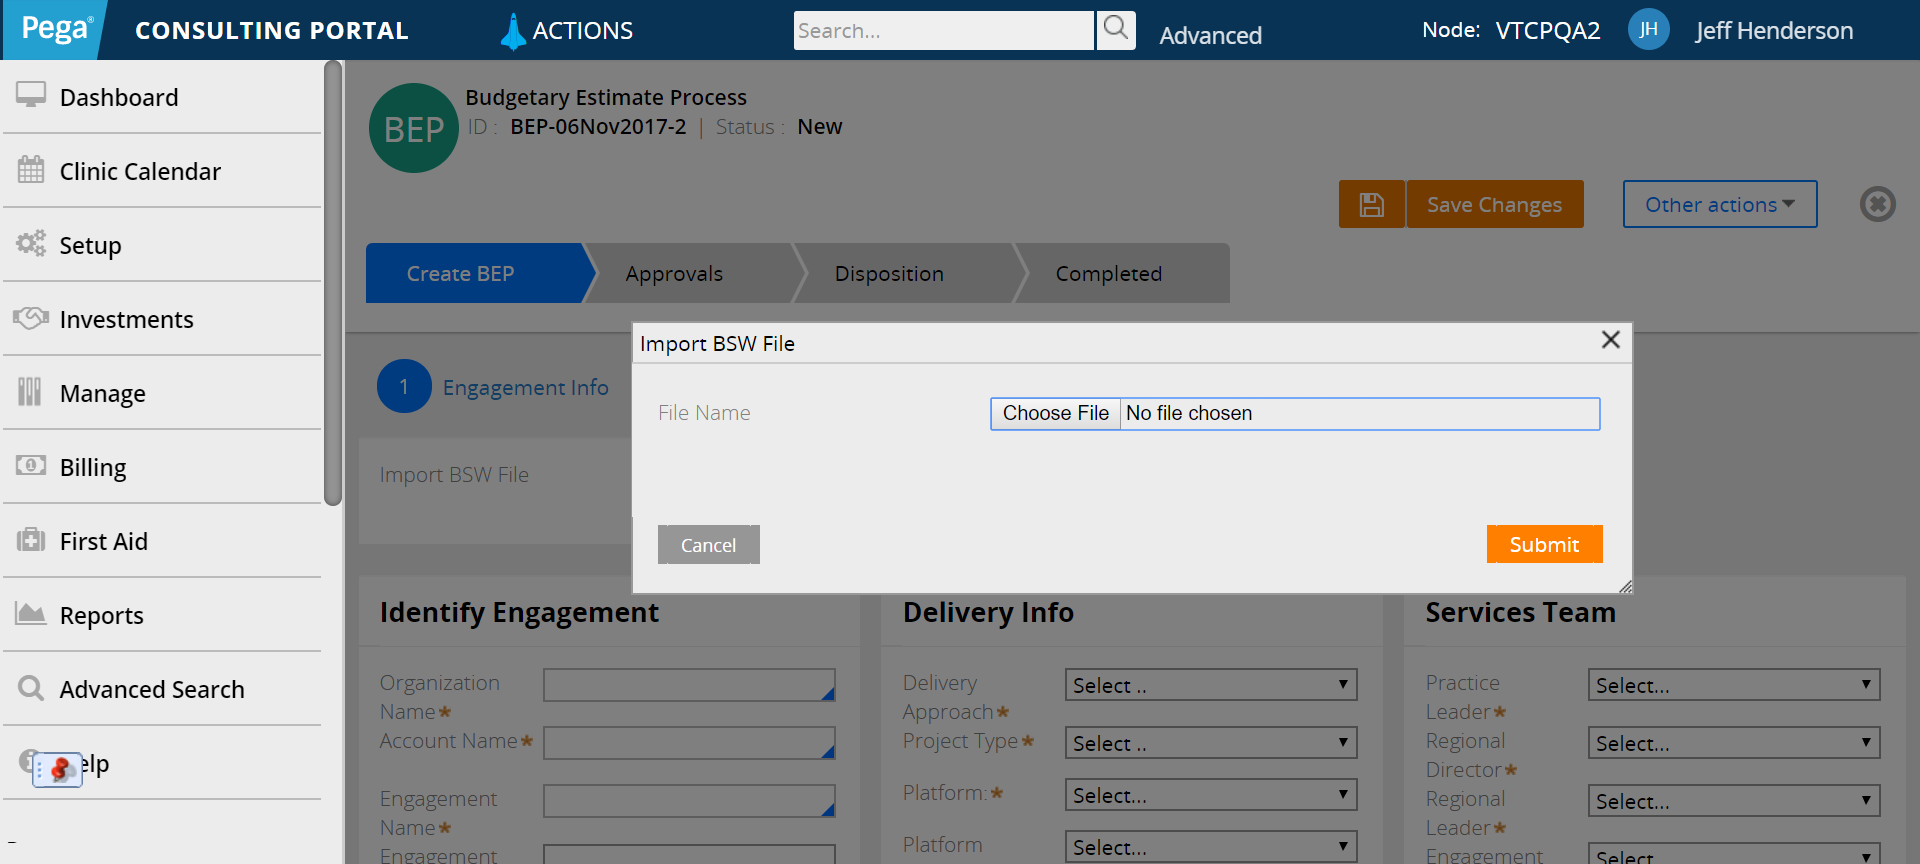 Pega®
CONSULTING PORTAL
ACTIONS
Search...
Advanced
Node: VTCPQA2
JH
Jeff Henderson
Dashboard
Clinic Calendar
Setup
Investments
Manage
Billing
First Aid
Reports
Advanced Search
elp
BEP
Budgetary Estimate Process
ID : BEP-06Nov2017-2 | Status : New
Save Changes
Other actions
Create BEP
Approvals
Disposition
Completed
1
Engagement Info
Import BSW File
Import BSW File
File Name
Choose File
No file chosen
Cancel
Submit
Identify Engagement
Organization
Name*
Account Name*
Engagement
Name*
Engagement
Delivery Info
Delivery
Approach*
Select ..
Project Type*
Select ..
Platform:*
Select...
Platform
Select...
Services Team
Practice
Leader*
Select...
Regional
Director*
Select...
Regional
Leader*
Select...
Engagement
Select...